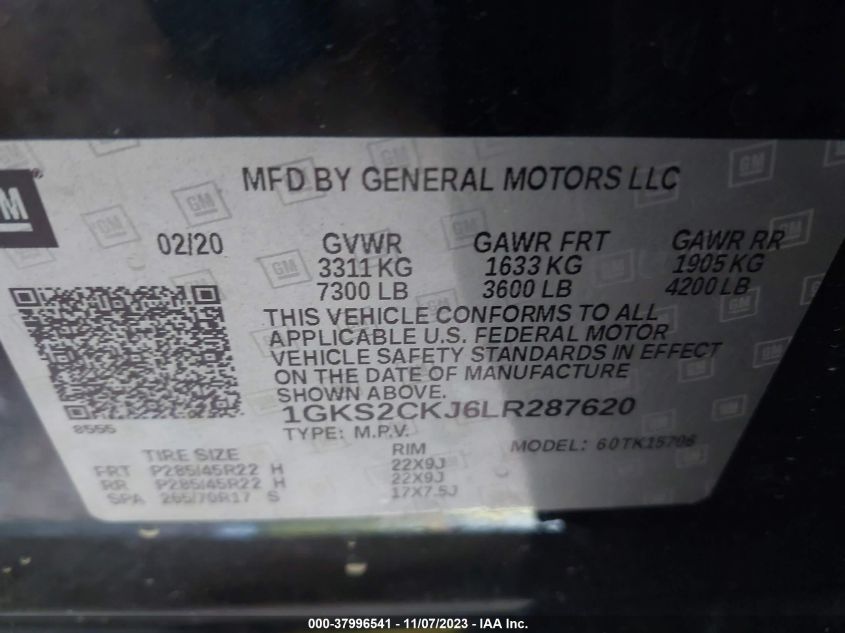 GM
MFD BY GENERAL MOTORS LLC
02/20 GVWR GAWR FRT GAWR RR
3311 KG 1633 KG 1905 KG
7300 LB 3600 LB 4200 LB
THIS VEHICLE CONFORMS TO ALL
APPLICABLE U.S. FEDERAL MOTOR
VEHICLE SAFETY STANDARDS IN EFFECT
ON THE DATE OF MANUFACTURE
SHOWN ABOVE.
1GKS2CKJ6LR287620
8555
TYPE: M.P.V. MODEL: 60TK15706
TIRE SIZE RIM
FRT P285/45R22 H 22X9J
RR P285/45R22 H 22X9J
SPA 265/70R17 S 17X7.5J
000-37996541 - 11/07/2023 - IAA Inc.